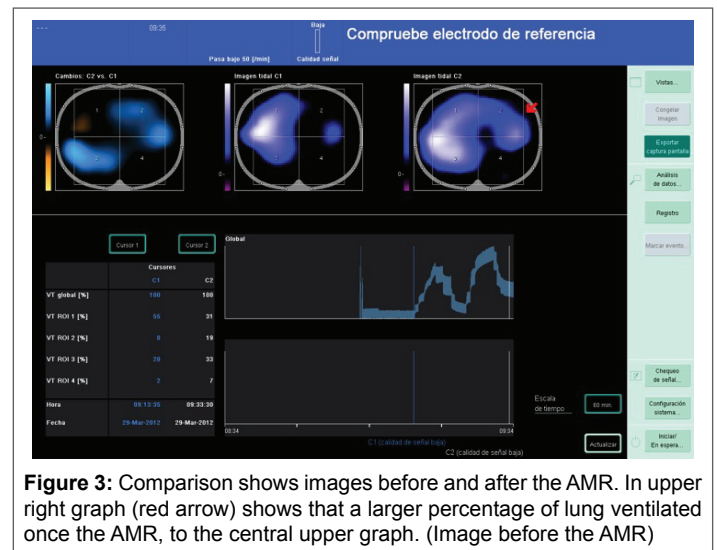 ---
09:35
Baja
Compruebe electrodo de referencia
Pasa bajo 50 [/min]
Calidad señal
Cambios: C2 vs. C1
Imagen tidal C1
Imagen tidal C2
0-
0-
0-
1
2
3
4
1
2
3
4
1
2
3
4
Vistas...
Congelar
imagen
Exportar
captura pantalla
Análisis
de datos...
Registro
Marcar evento...
Chequeo
de señal...
Configuración
sistema...
Iniciar/
En espera...
Cursor 1
Cursor 2
Global
Cursores
C1 C2
VT global [%] 100 100
VT ROI 1 [%] 55 31
VT ROI 2 [%] 19
VT ROI 3 [%] 33
VT ROI 4 [%] 2 7
Hora 09:13:35 09:33:30
Fecha 29-Mar-2012 29-Mar-2012
08:34
09:34
Escala
de tiempo
60 min.
Actualizar
C1 (calidad de señal baja)
C2 (calidad de señal baja)
Figure 3: Comparison shows images before and after the AMR. In upper
right graph (red arrow) shows that a larger percentage of lung ventilated
once the AMR, to the central upper graph. (Image before the AMR)